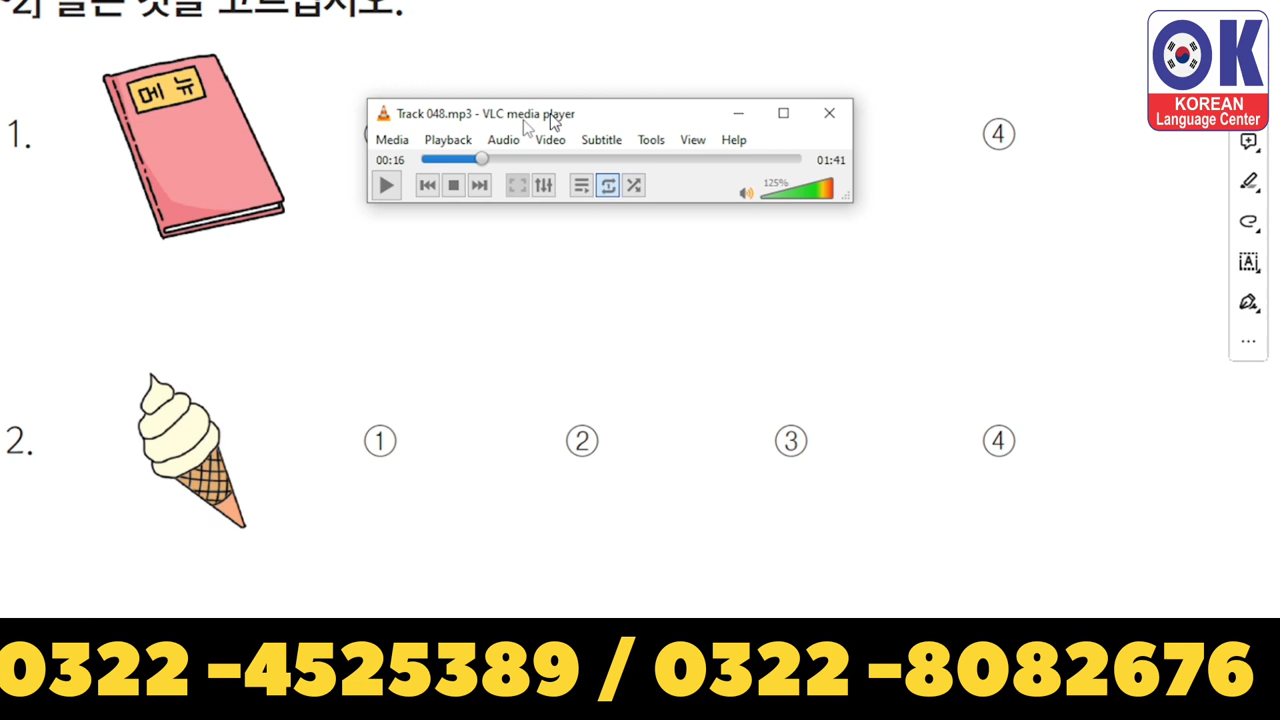 OK
KOREAN
Language Center
1.
메뉴
④
Track 048.mp3 - VLC media player
Media Playback Audio Video Subtitle Tools View Help
00:16
01:41
125%
2.
① ② ③ ④
0322 -4525389 / 0322 -8082676